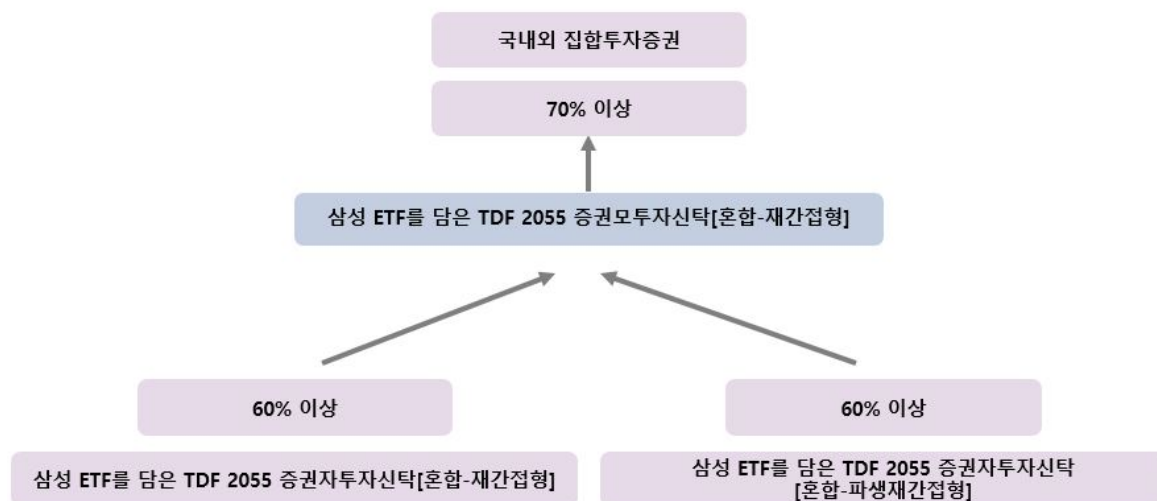 국내외 집합투자증권
70% 이상
삼성 ETF를 담은 TDF 2055 증권모투자신탁[혼합-재간접형]
60% 이상
60% 이상
삼성 ETF를 담은 TDF 2055 증권자투자신탁[혼합-재간접형]
삼성 ETF를 담은 TDF 2055 증권자투자신탁
[혼합-파생재간접형]